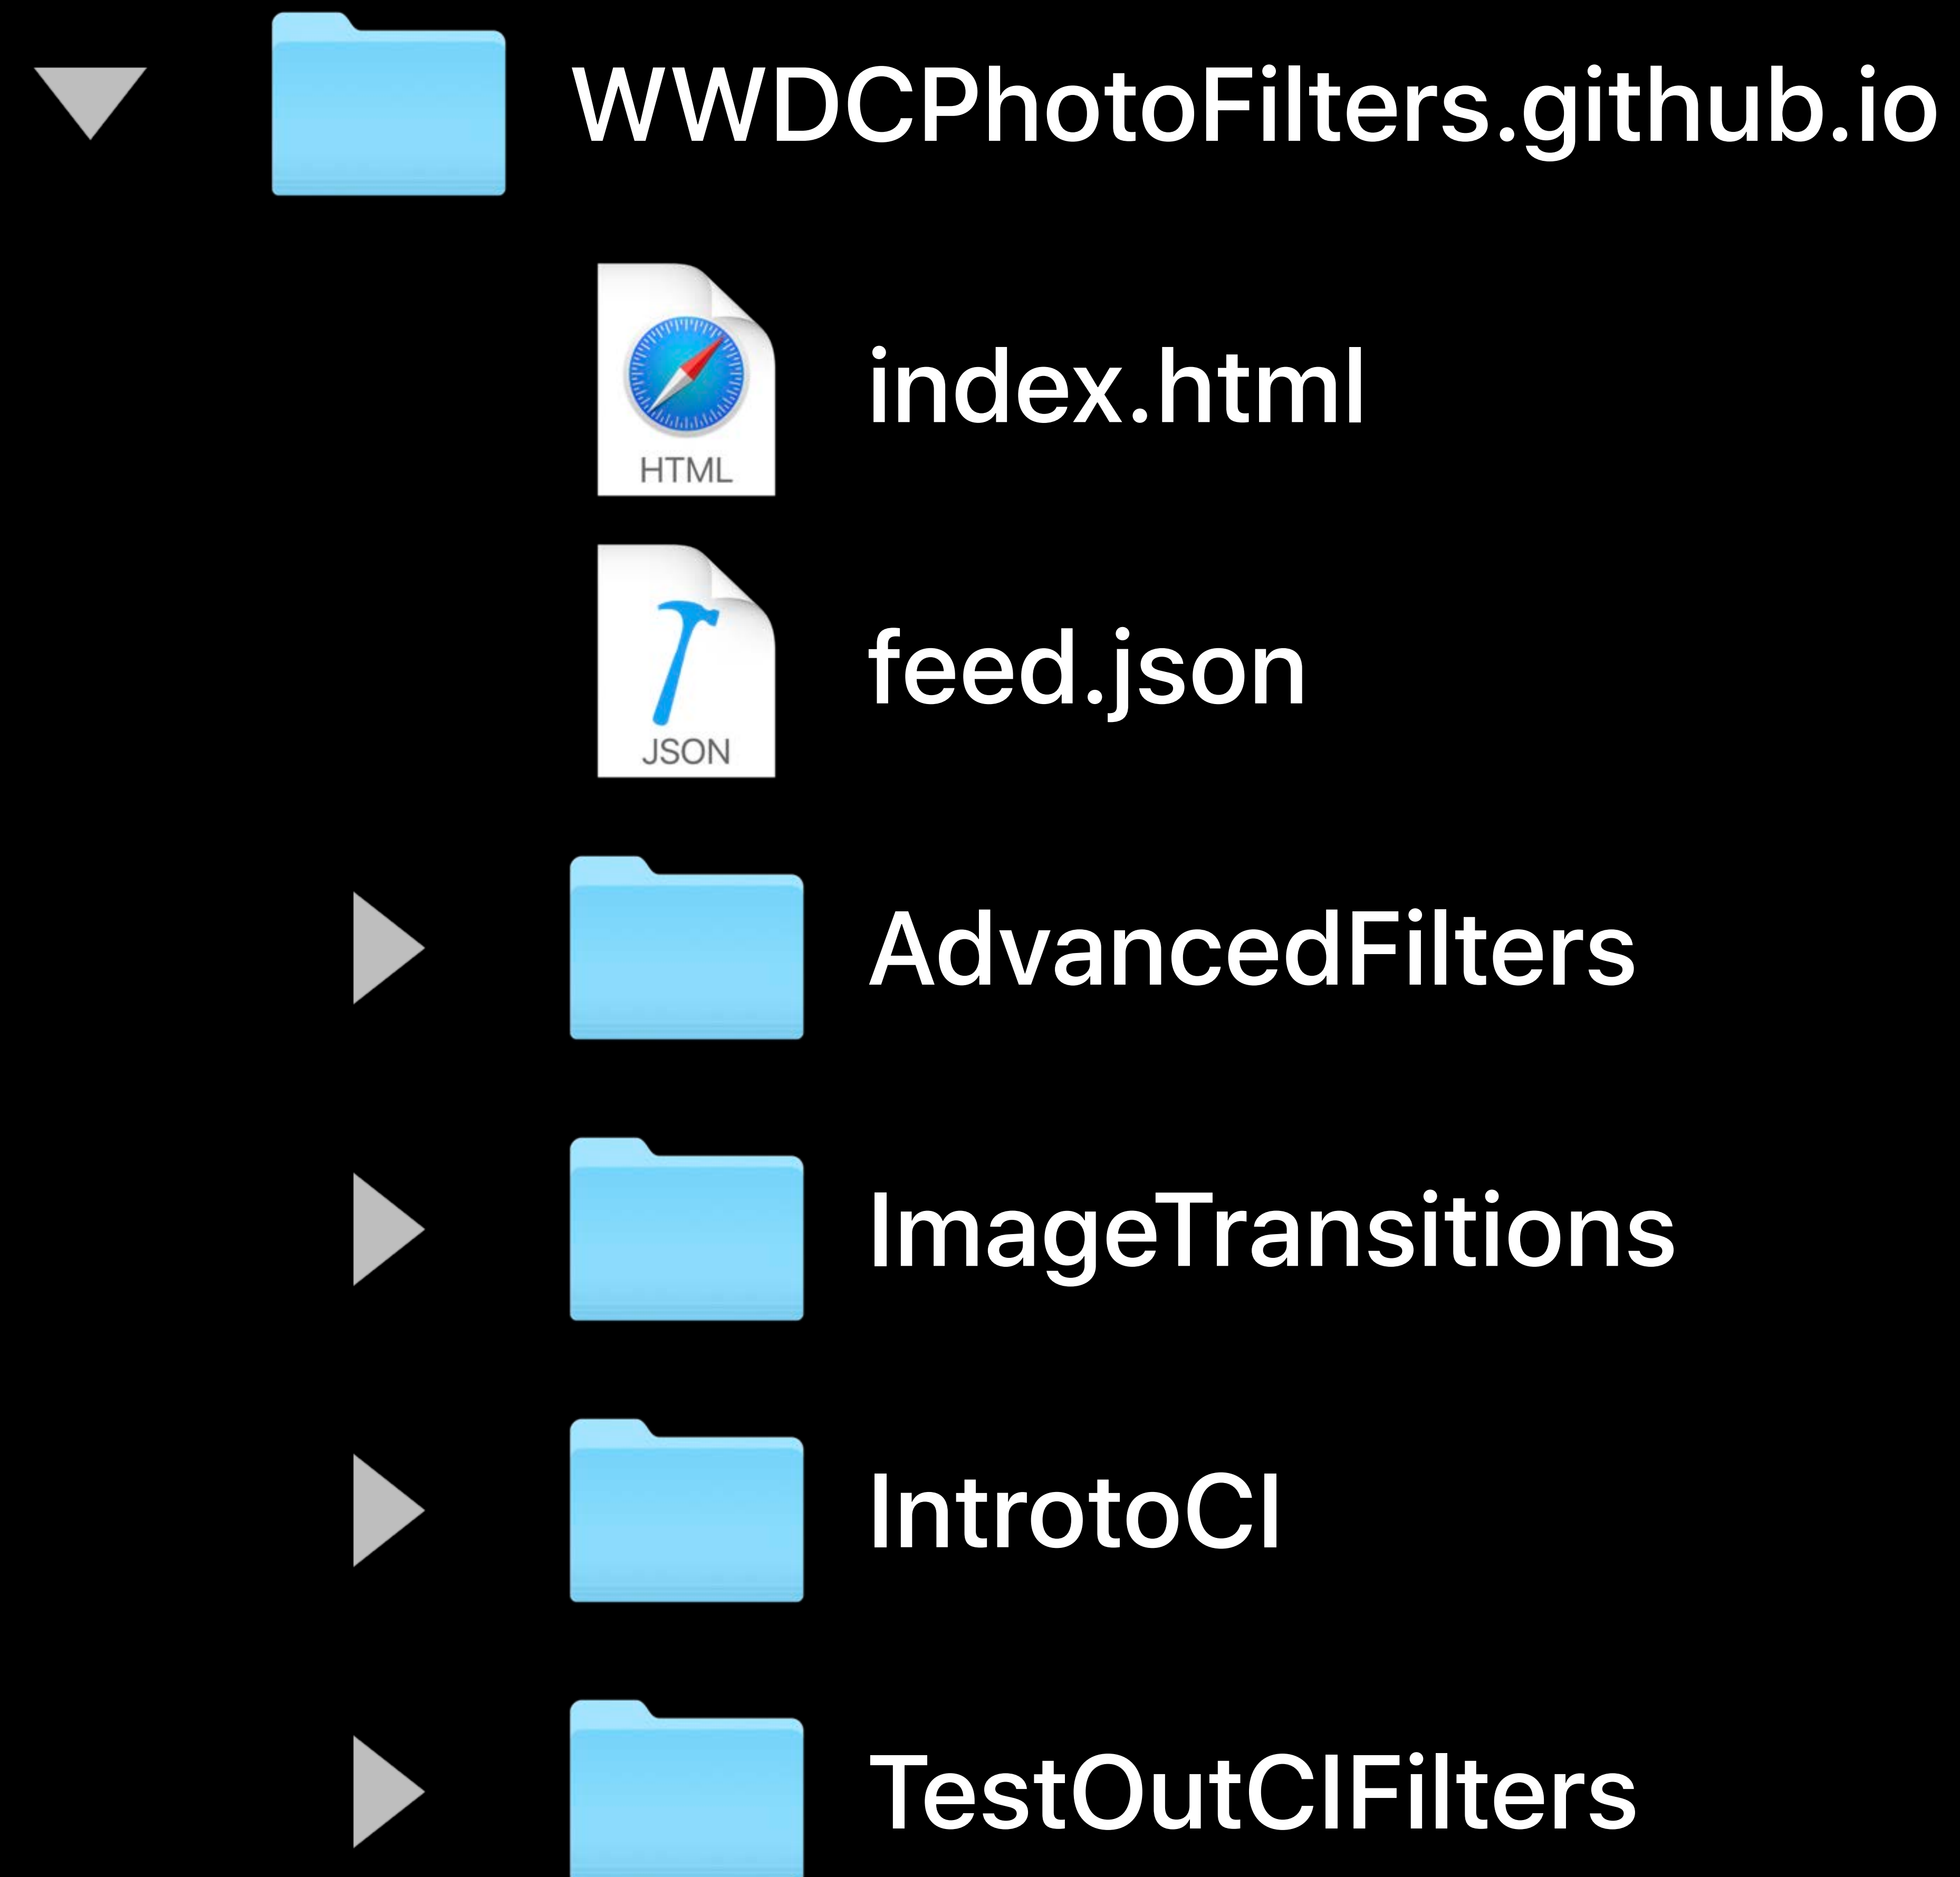 WWDCPhotoFilters.github.io
HTML
index.html
JSON
feed.json
AdvancedFilters
ImageTransitions
IntrotoCI
TestOutCIFilters